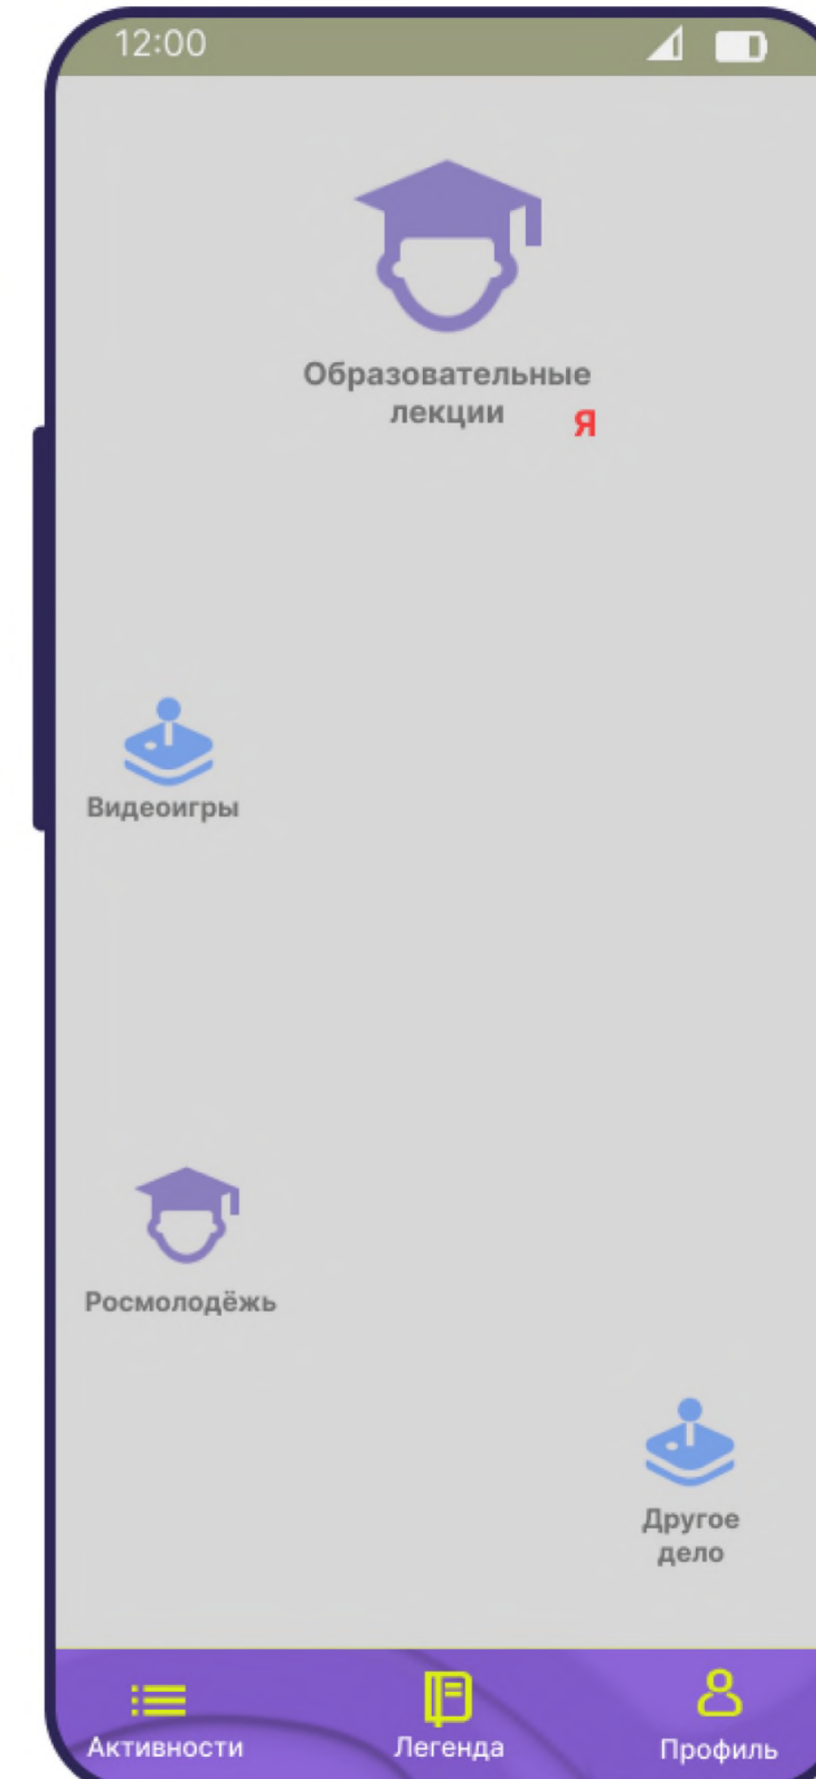 12:00
Образовательные
лекции
Я
Видеоигры
Росмолодёжь
Другое
дело
Активности
Легенда
Профиль